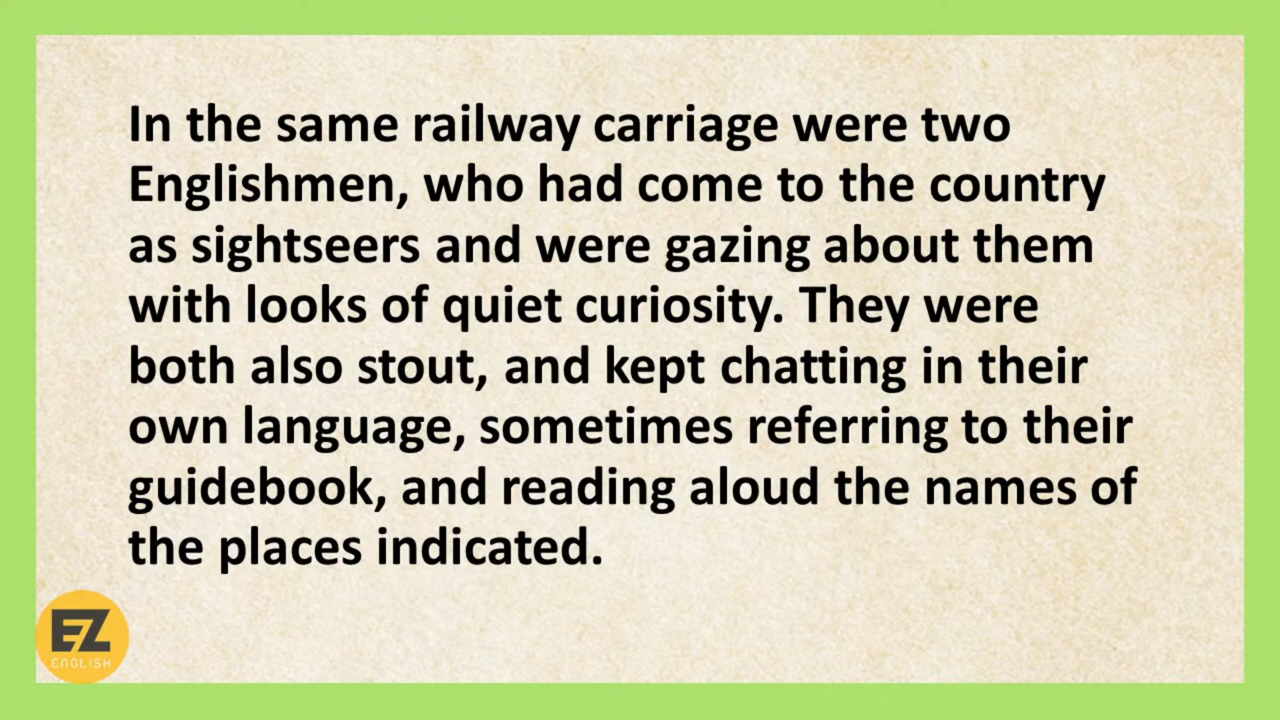 In the same railway carriage were two
Englishmen, who had come to the country
as sightseers and were gazing about them
with looks of quiet curiosity. They were
both also stout, and kept chatting in their
own language, sometimes referring to their
guidebook, and reading aloud the names of
the places indicated.
EZ
ENGLISH